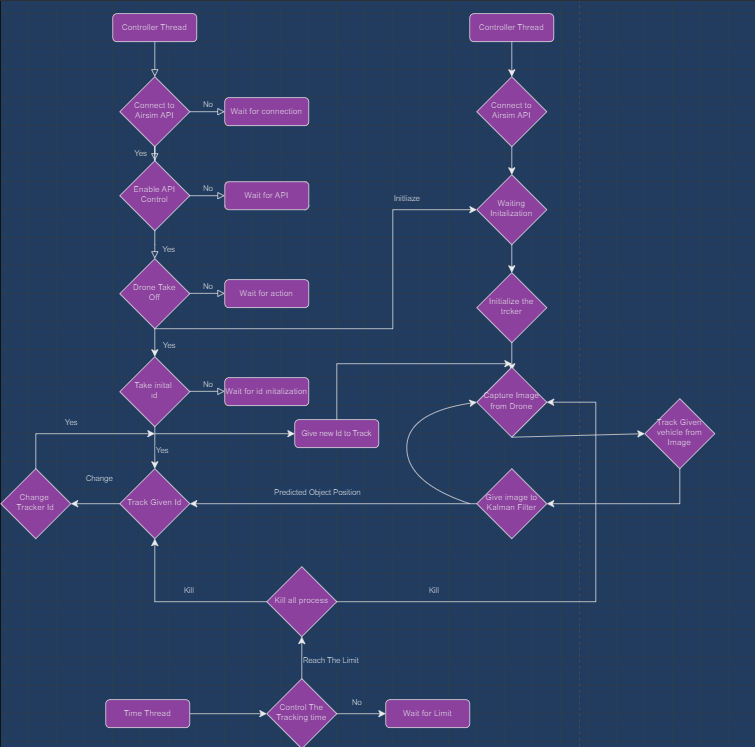 Controller Thread
Controller Thread
Connect to
Airsim API
No
Wait for connection
Connect to
Airsim API
Yes
Enable API
Control
No
Wait for API
Initliaze
Waiting
Initalization
Yes
Drone Take
Off
No
Wait for action
Initialize the
trcker
Yes
Take inital
id
No
Wait for id initalization
Capture Image
from Drone
Yes
Give new Id to Track
Track Given
vehicle from
Image
Yes
Change
Predicted Object Position
Change
Tracker Id
Track Given Id
Give image to
Kalman Filter
Kill
Kill all process
Kill
Reach The Limit
Time Thread
Control The
Tracking time
No
Wait for Limit